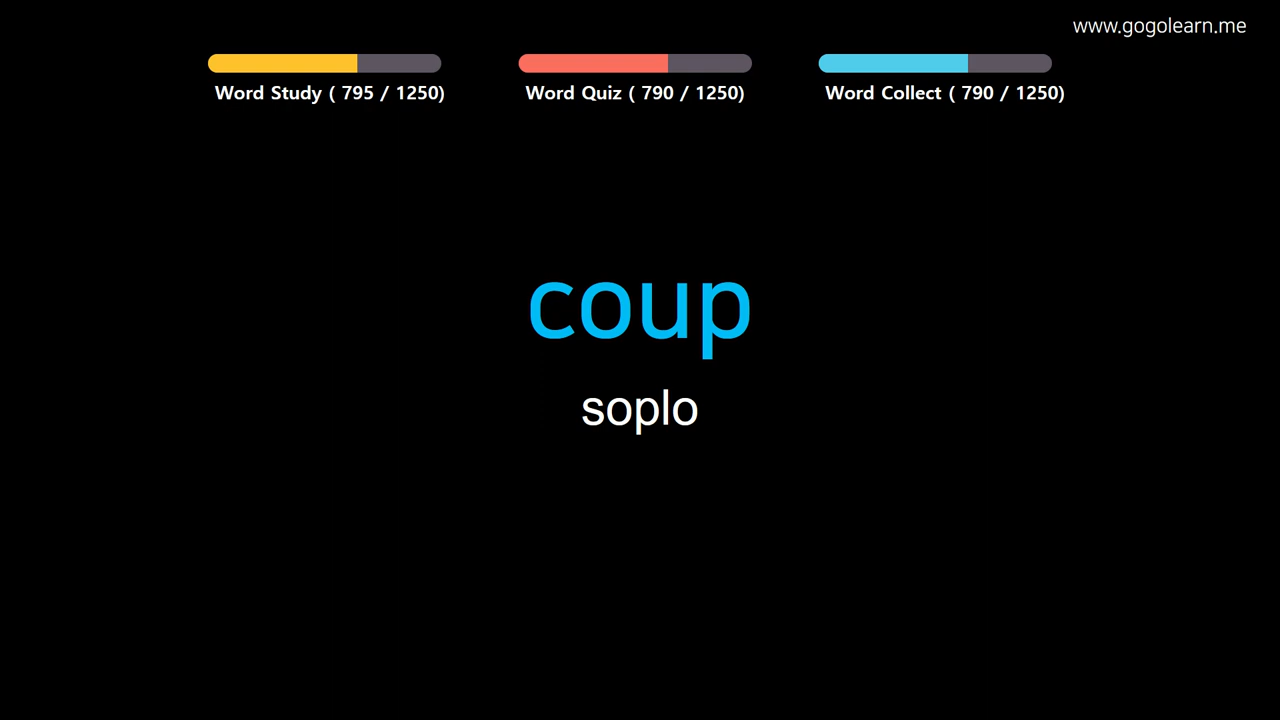 www.gogolearn.me
Word Study ( 795 / 1250)
Word Quiz ( 790 / 1250)
Word Collect ( 790 / 1250)
coup
soplo